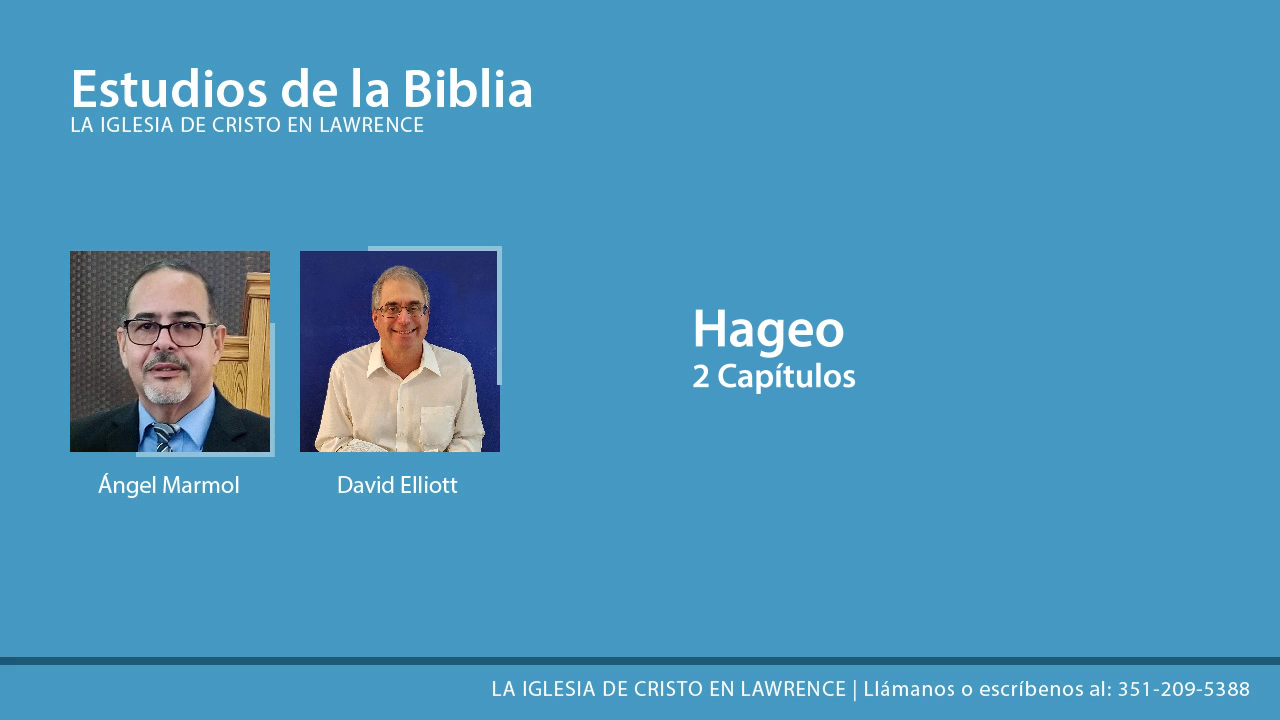 Estudios de la Biblia
LA IGLESIA DE CRISTO EN LAWRENCE
Ángel Marmol
David Elliott
Hageo
2 Capítulos
LA IGLESIA DE CRISTO EN LAWRENCE | Llámanos o escríbenos al: 351-209-5388